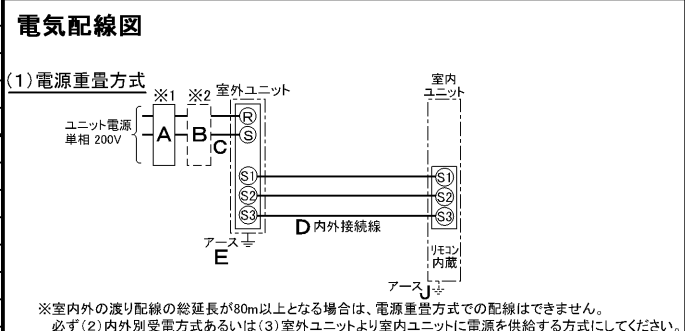 電気配線図
(1)電源重畳方式
※1 ※2 室外ユニット
室内
ユニット
ユニット電源
単相 200V
A B C
R
S
S1 S1
S2 S2
S3 S3
D 内外接続線
アース
E
リモコン
内蔵
アース J
※室内外の渡り配線の総延長が80m以上となる場合は、電源重畳方式での配線はできません。
必ず(2)内外別受電方式あるいは(3)室外ユニットより室内ユニットに電源を供給する方式にしてください。